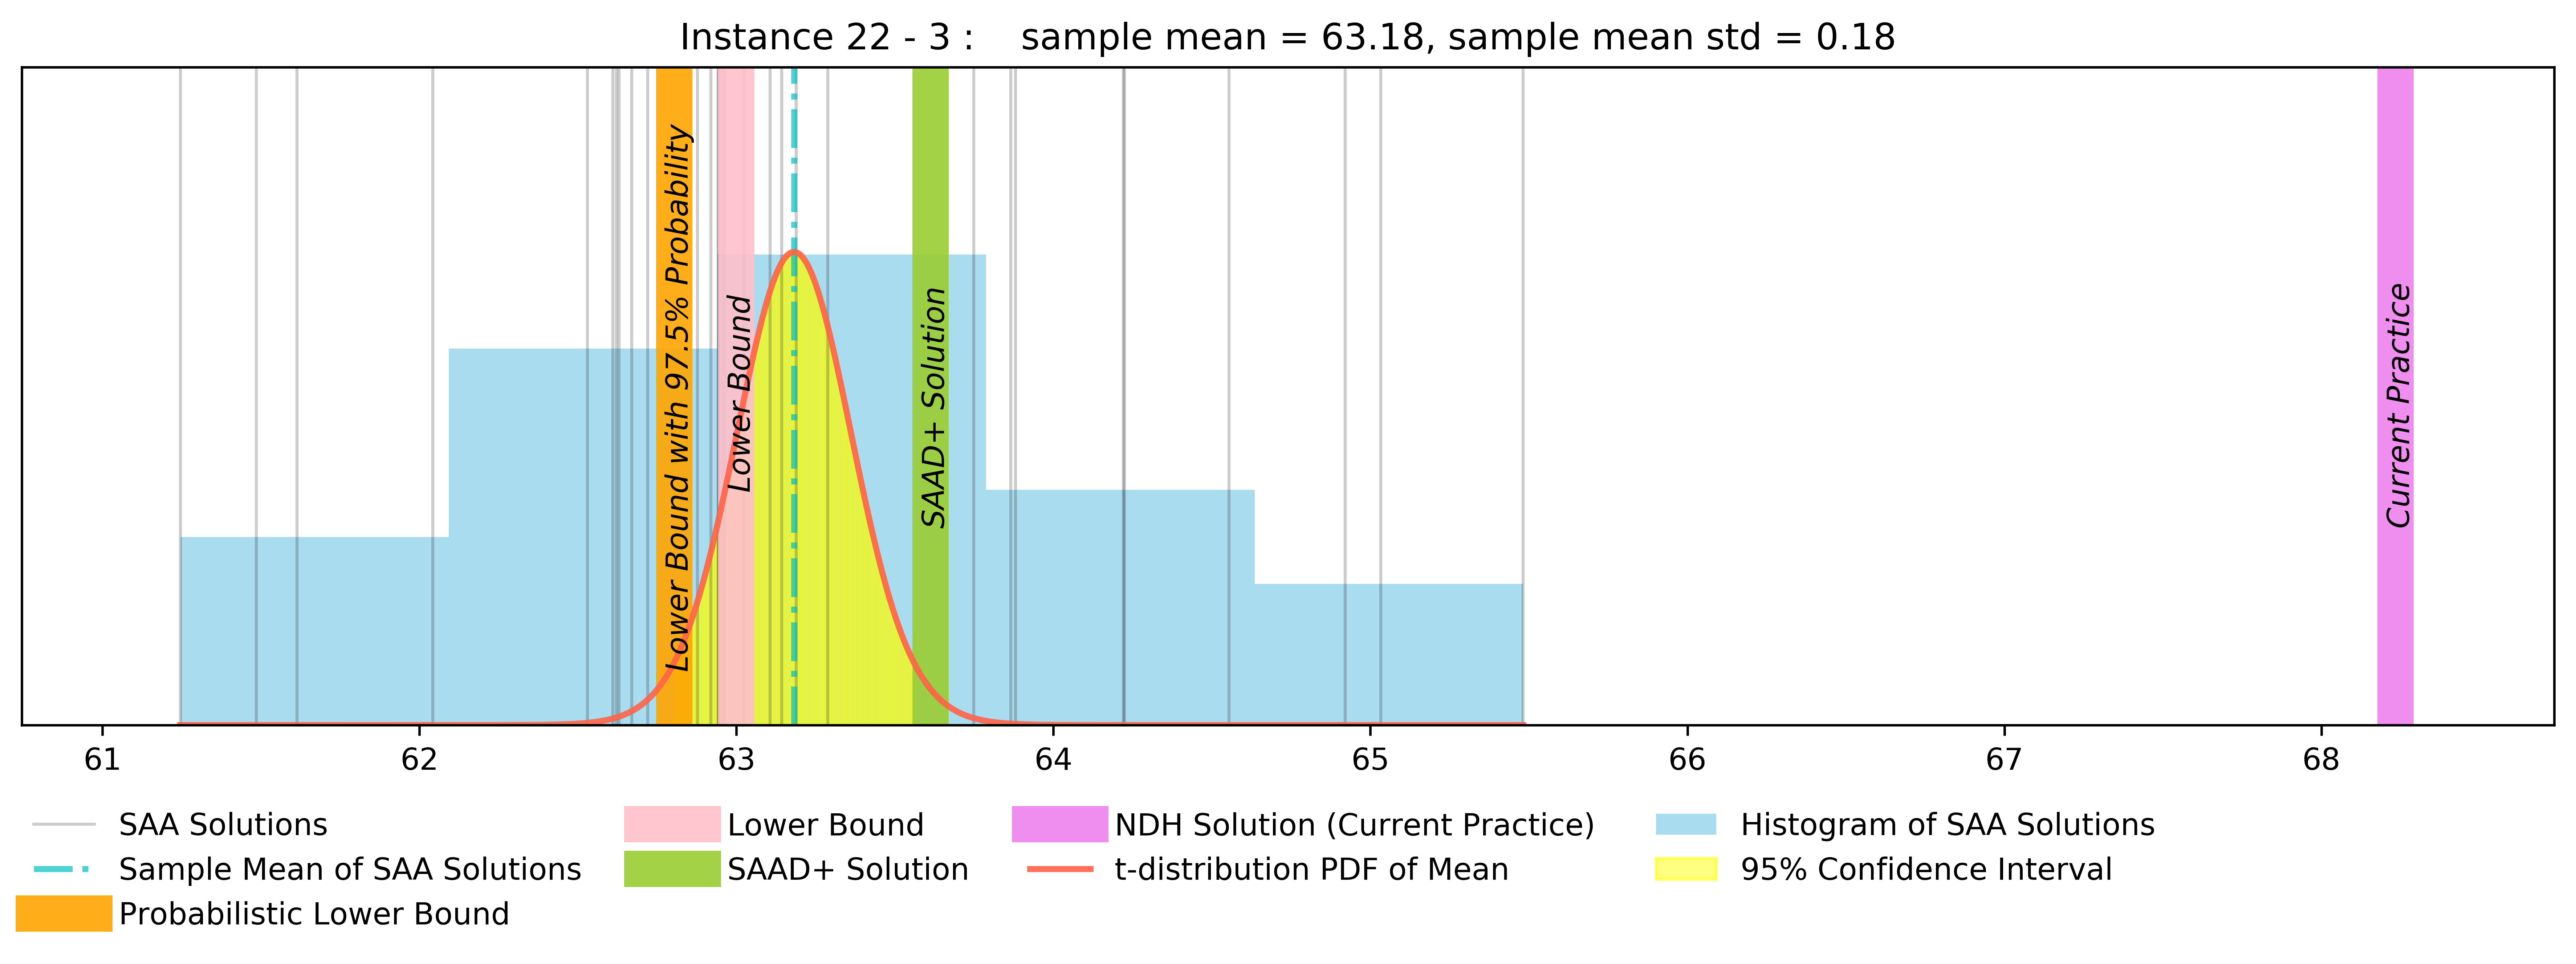 Instance 22 - 3 :    sample mean = 63.18, sample mean std = 0.18
Lower Bound with 97.5% Probability
Lower Bound
SAAD+ Solution
Current Practice
61 62 63 64 65 66 67 68
SAA Solutions
Sample Mean of SAA Solutions
Probabilistic Lower Bound
Lower Bound
SAAD+ Solution
NDH Solution (Current Practice)
t-distribution PDF of Mean
Histogram of SAA Solutions
95% Confidence Interval